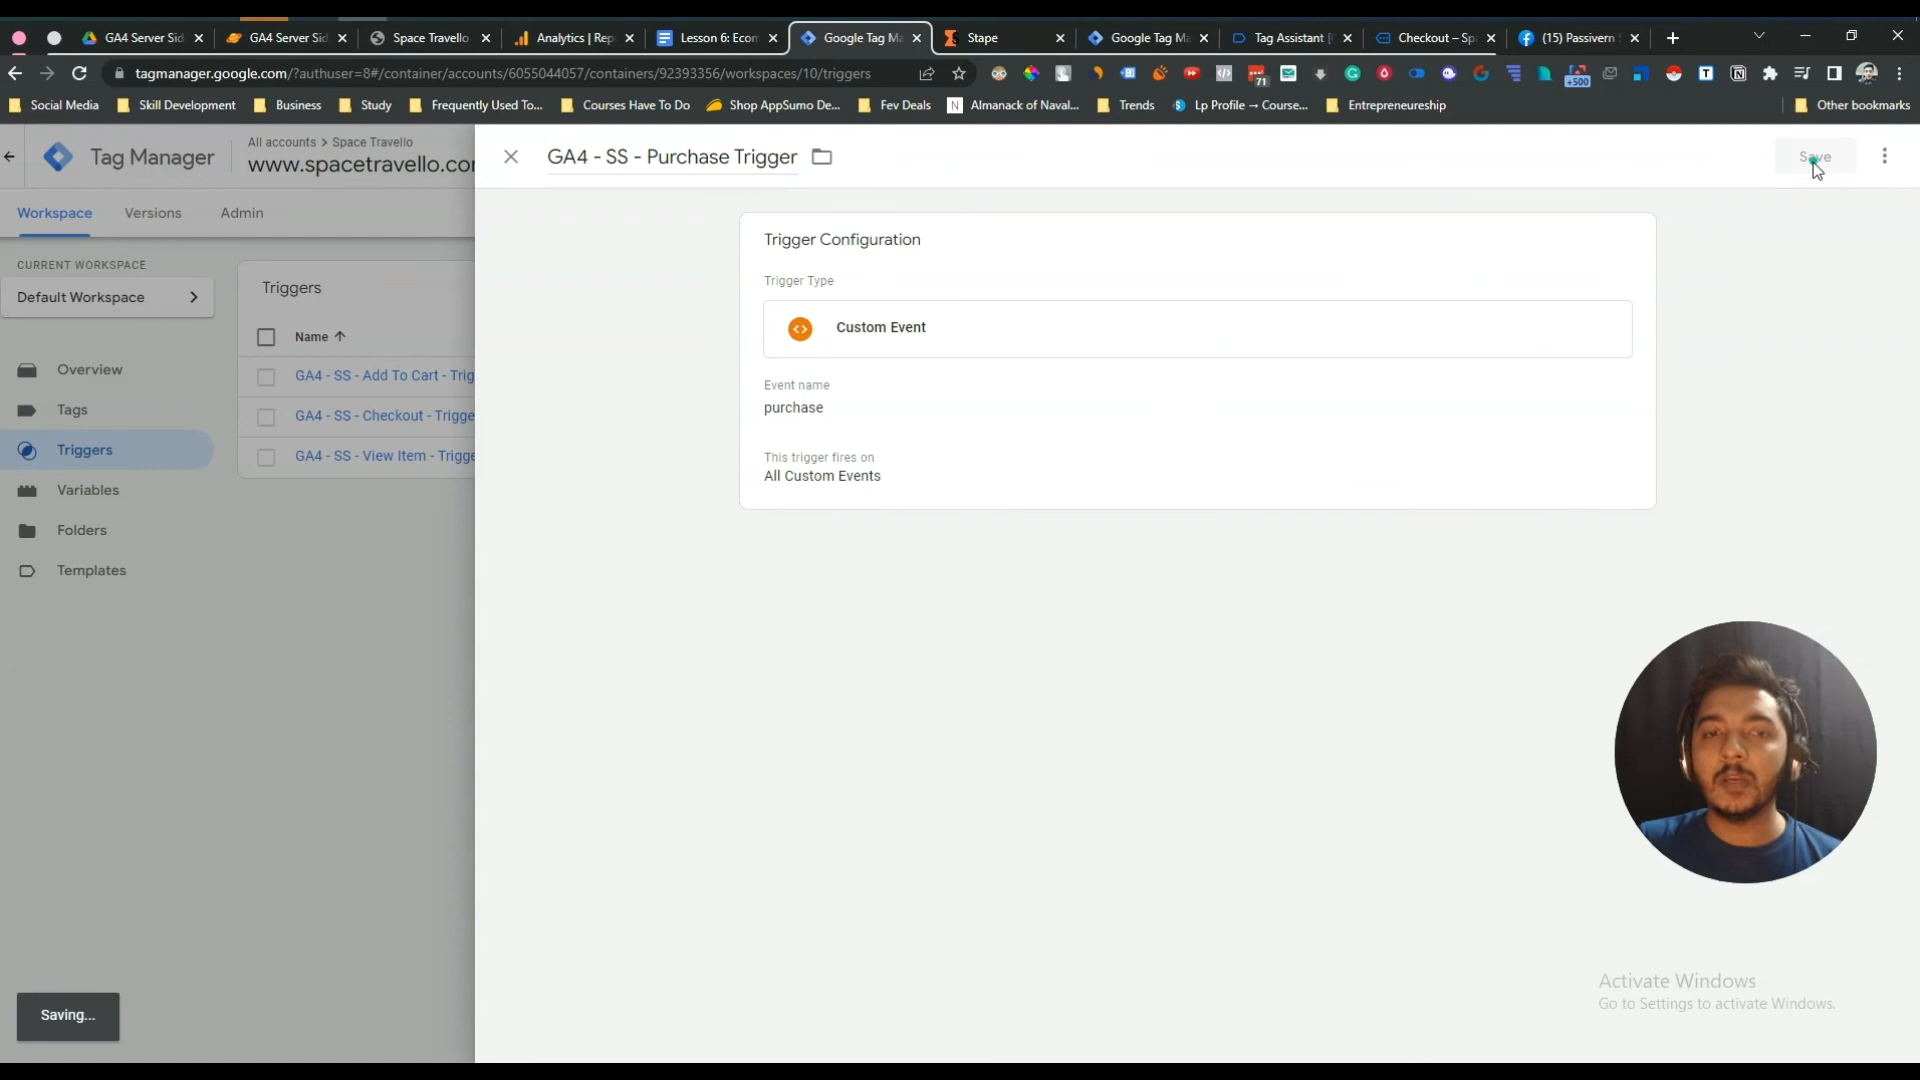 GA4 Server Sid
GA4 Server Sid
Space Travello
Analytics | Rep
Lesson 6: Econ
Google Tag Ma
Stape
Google Tag Ma
Tag Assistant [
Checkout – Sp
(15) Passivern
tagmanager.google.com/?authuser=8#/container/accounts/6055044057/containers/92393356/workspaces/10/triggers
71
+500
Social Media
Skill Development
Business
Study
Frequently Used To...
Courses Have To Do
Shop AppSumo De...
Fev Deals
Almanack of Naval...
Trends
Lp Profile → Course...
Entrepreneureship
Other bookmarks
Tag Manager
All accounts > Space Travello
www.spacetravello.cor
GA4 - SS - Purchase Trigger
Save
Workspace
Versions
Admin
CURRENT WORKSPACE
Default Workspace
Overview
Tags
Triggers
Variables
Folders
Templates
Triggers
Name
GA4 - SS - Add To Cart - Trig
GA4 - SS - Checkout - Trigge
GA4 - SS - View Item - Trigge
Trigger Configuration
Trigger Type
Custom Event
Event name
purchase
This trigger fires on
All Custom Events
Activate Windows
Go to Settings to activate Windows.
Saving...